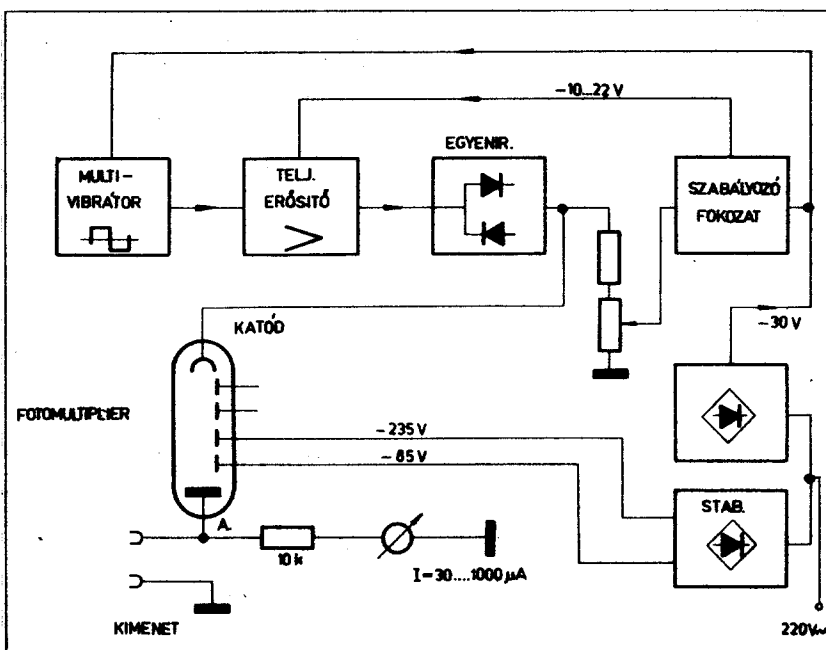 -10...22 V
EGYENIR.
MULTI-
VIBRÁTOR
TELJ.
ERŐSITŐ
SZABÁLYOZÓ
FOKOZAT
KATÓD
-30 V
FOTOMULTIPLIER
-235 V
-85 V
STAB.
A.
10 k
I=30....1000 µA
KIMENET
220V~